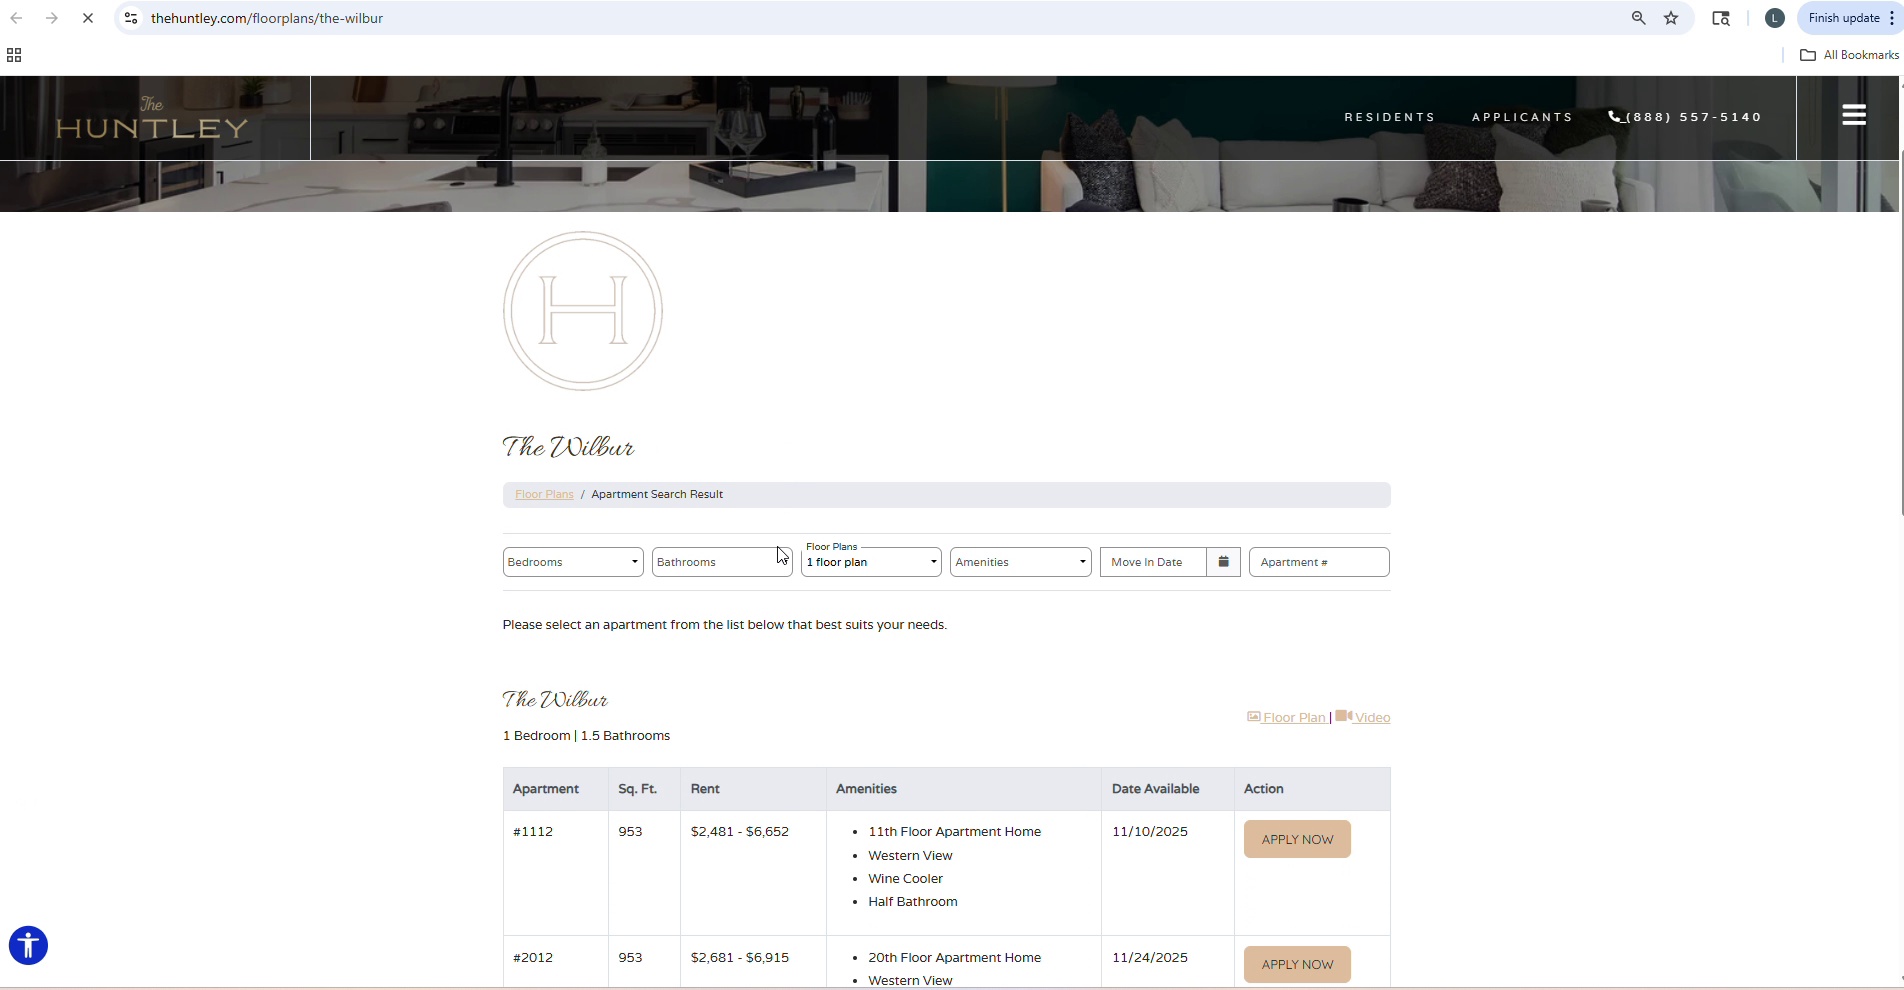 thehuntley.com/floorplans/the-wilbur
L
Finish update
All Bookmarks
The
HUNTLEY
RESIDENTS
APPLICANTS
(888) 557-5140
H
The Wilbur
Floor Plans / Apartment Search Result
Bedrooms
Bathrooms
Floor Plans
1 floor plan
Amenities
Move In Date
Apartment #
Please select an apartment from the list below that best suits your needs.
The Wilbur
Floor Plan | Video
1 Bedroom | 1.5 Bathrooms
Apartment Sq. Ft. Rent Amenities Date Available Action
#1112 953 $2,481 - $6,652 • 11th Floor Apartment Home 11/10/2025 APPLY NOW
• Western View
• Wine Cooler
• Half Bathroom
#2012 953 $2,681 - $6,915 • 20th Floor Apartment Home 11/24/2025 APPLY NOW
• Western View